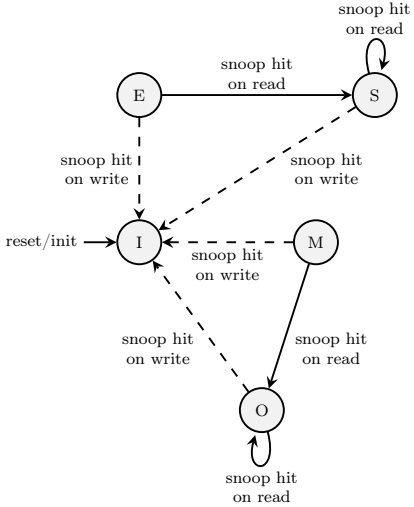 snoop hit
on read
snoop hit
on read
E
S
snoop hit
on write
snoop hit
on write
reset/init
I
M
snoop hit
on write
snoop hit
on write
snoop hit
on read
O
snoop hit
on read